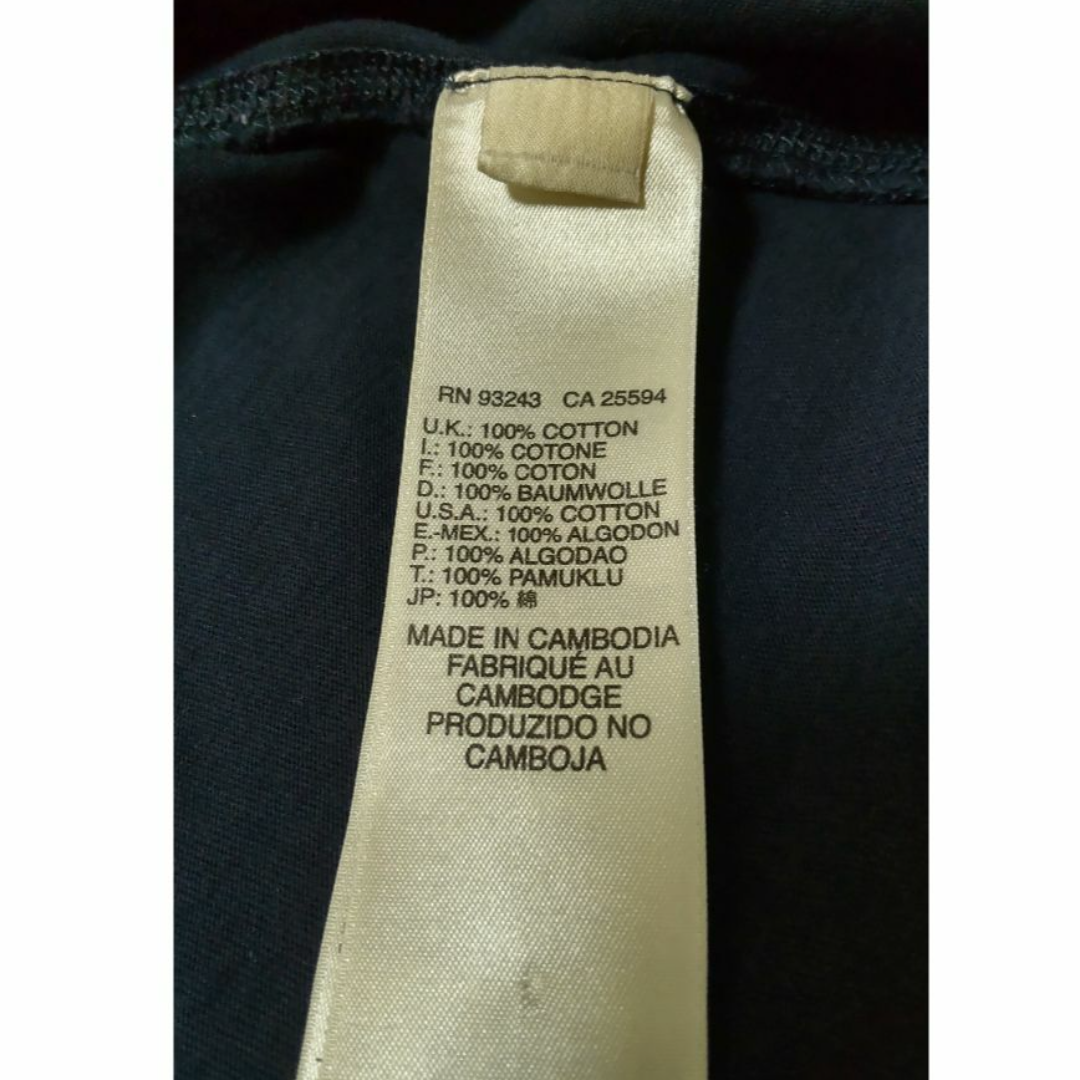 RN 93243 CA 25594
U.K.: 100% COTTON
I.: 100% COTONE
F.: 100% COTON
D.: 100% BAUMWOLLE
U.S.A.: 100% COTTON
E.-MEX.: 100% ALGODON
P.: 100% ALGODAO
T.: 100% PAMUKLU
JP: 100% 綿
MADE IN CAMBODIA
FABRIQUÉ AU
CAMBODGE
PRODUZIDO NO
CAMBOJA